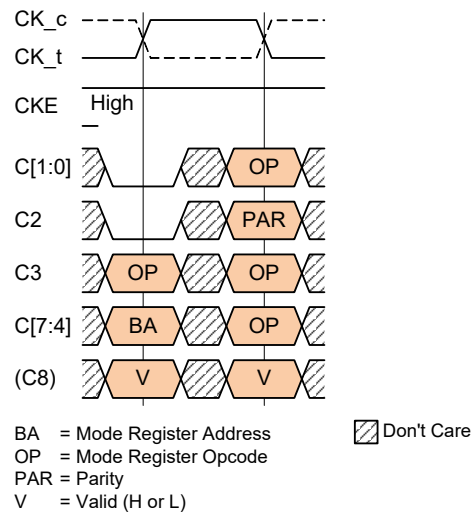 CK_c
CK_t
CKE High
C[1:0] OP
C2 PAR
C3 OP OP
C[7:4] BA OP
(C8) V V
BA = Mode Register Address
OP = Mode Register Opcode
PAR = Parity
V = Valid (H or L)
Don't Care